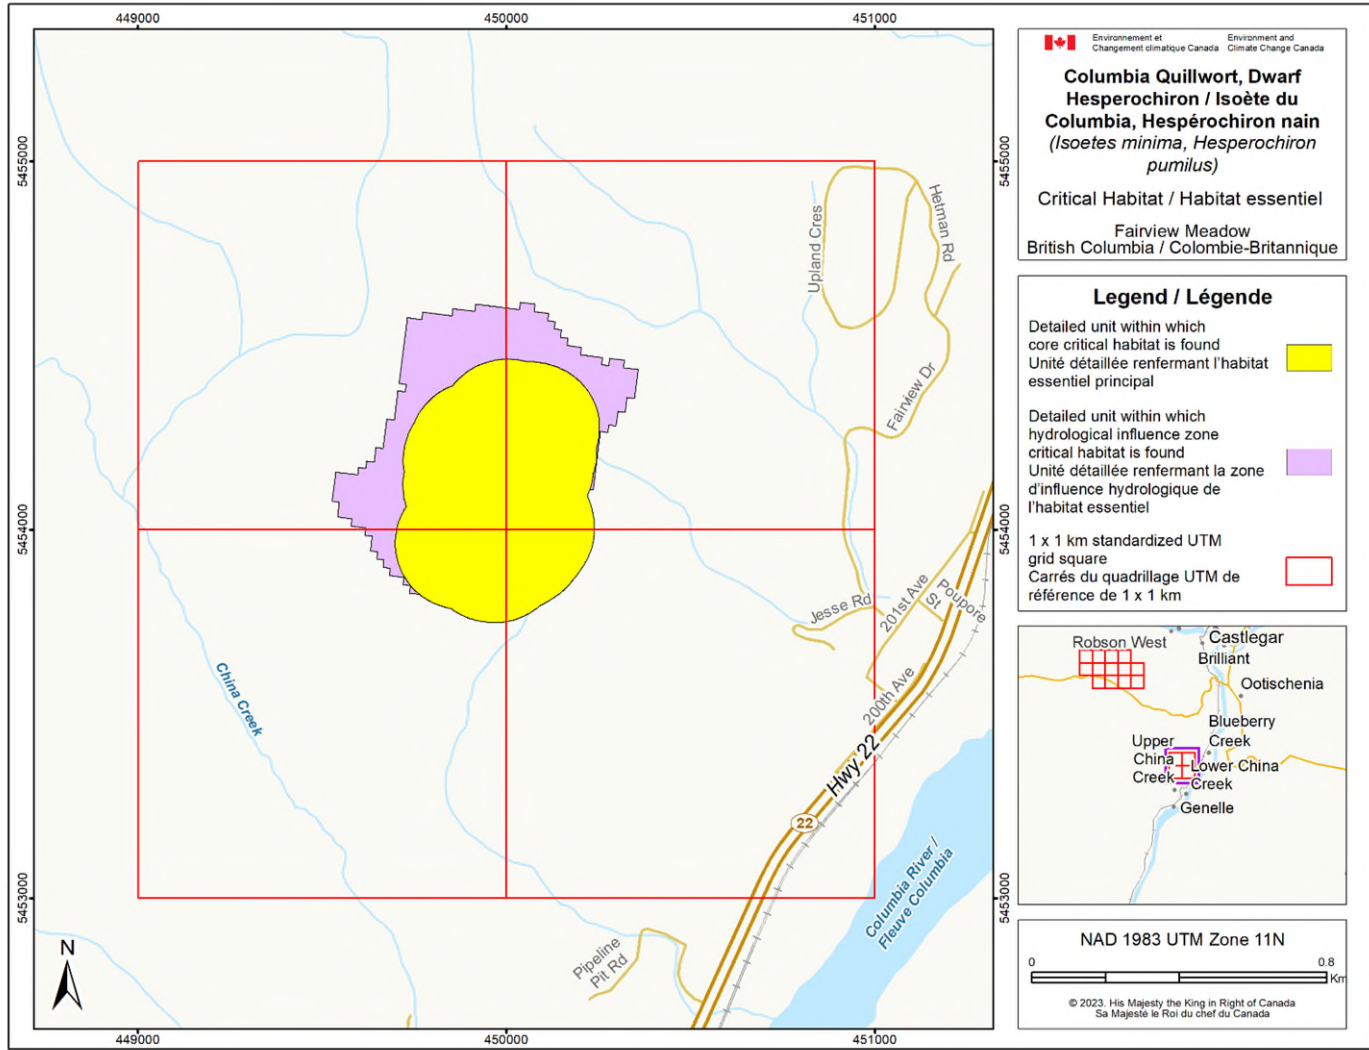 449000
450000
451000
5455000
5454000
5453000
5455000
5454000
5453000
449000
450000
451000
Upland Cres
Hetman Rd
Fairview Dr
Jesse Rd
201st Ave
Poupore
St
200th Ave
Hwy 22
22
China Creek
Columbia River /
Fleuve Columbia
Pipeline
Pit Rd
N
Environnement et
Changement climatique Canada
Environment and
Climate Change Canada
Columbia Quillwort, Dwarf
Hesperochiron / Isoète du
Columbia, Hespérochiron nain
(Isoetes minima, Hesperochiron
pumilus)
Critical Habitat / Habitat essentiel
Fairview Meadow
British Columbia / Colombie-Britannique
Legend / Légende
Detailed unit within which
core critical habitat is found
Unité détaillée renfermant l'habitat
essentiel principal
Detailed unit within which
hydrological influence zone
critical habitat is found
Unité détaillée renfermant la zone
d'influence hydrologique de
l'habitat essentiel
1 x 1 km standardized UTM
grid square
Carrés du quadrillage UTM de
référence de 1 x 1 km
Robson West
Castlegar
Brilliant
Ootischenia
Blueberry
Creek
Upper
China
Creek
Lower China
Creek
Genelle
NAD 1983 UTM Zone 11N
0
0.8
Km
© 2023. His Majesty the King in Right of Canada
Sa Majesté le Roi du chef du Canada